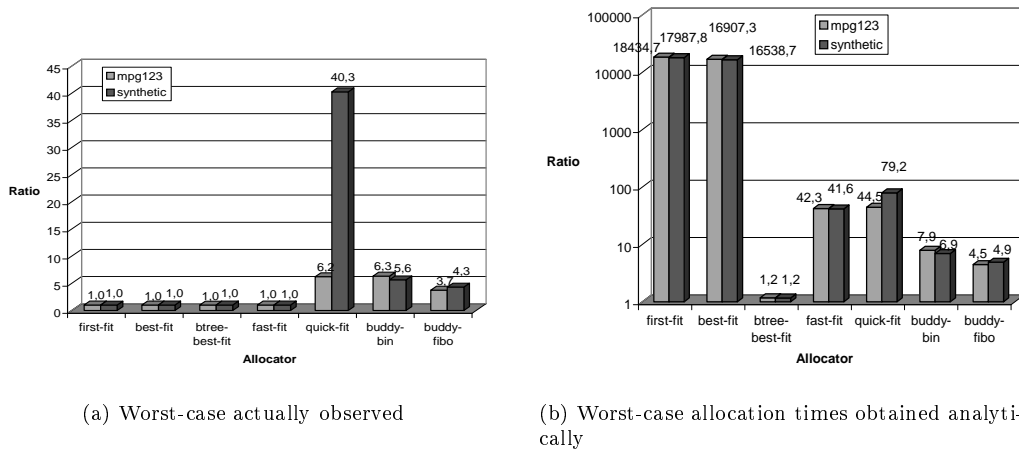 45
40
35
30
25
20
15
10
5
0
Ratio
mpg123
synthetic
1,0 1,0
1,0 1,0
1,0 1,0
1,0 1,0
6,2 40,3
6,3 5,6
3,7 4,3
first-fit best-fit btree- fast-fit quick-fit buddy- buddy-
best-fit bin fibo
Allocator
(a) Worst-case actually observed
100000
10000
1000
100
10
1
Ratio
mpg123
synthetic
18434,7 17987,8
16907,3
16538,7
1,2 1,2
42,3 41,6
44,5 79,2
7,9 6,9
4,5 4,9
first-fit best-fit btree- fast-fit quick-fit buddy- buddy-
best-fit bin fibo
Allocator
(b) Worst-case allocation times obtained analyti-
cally